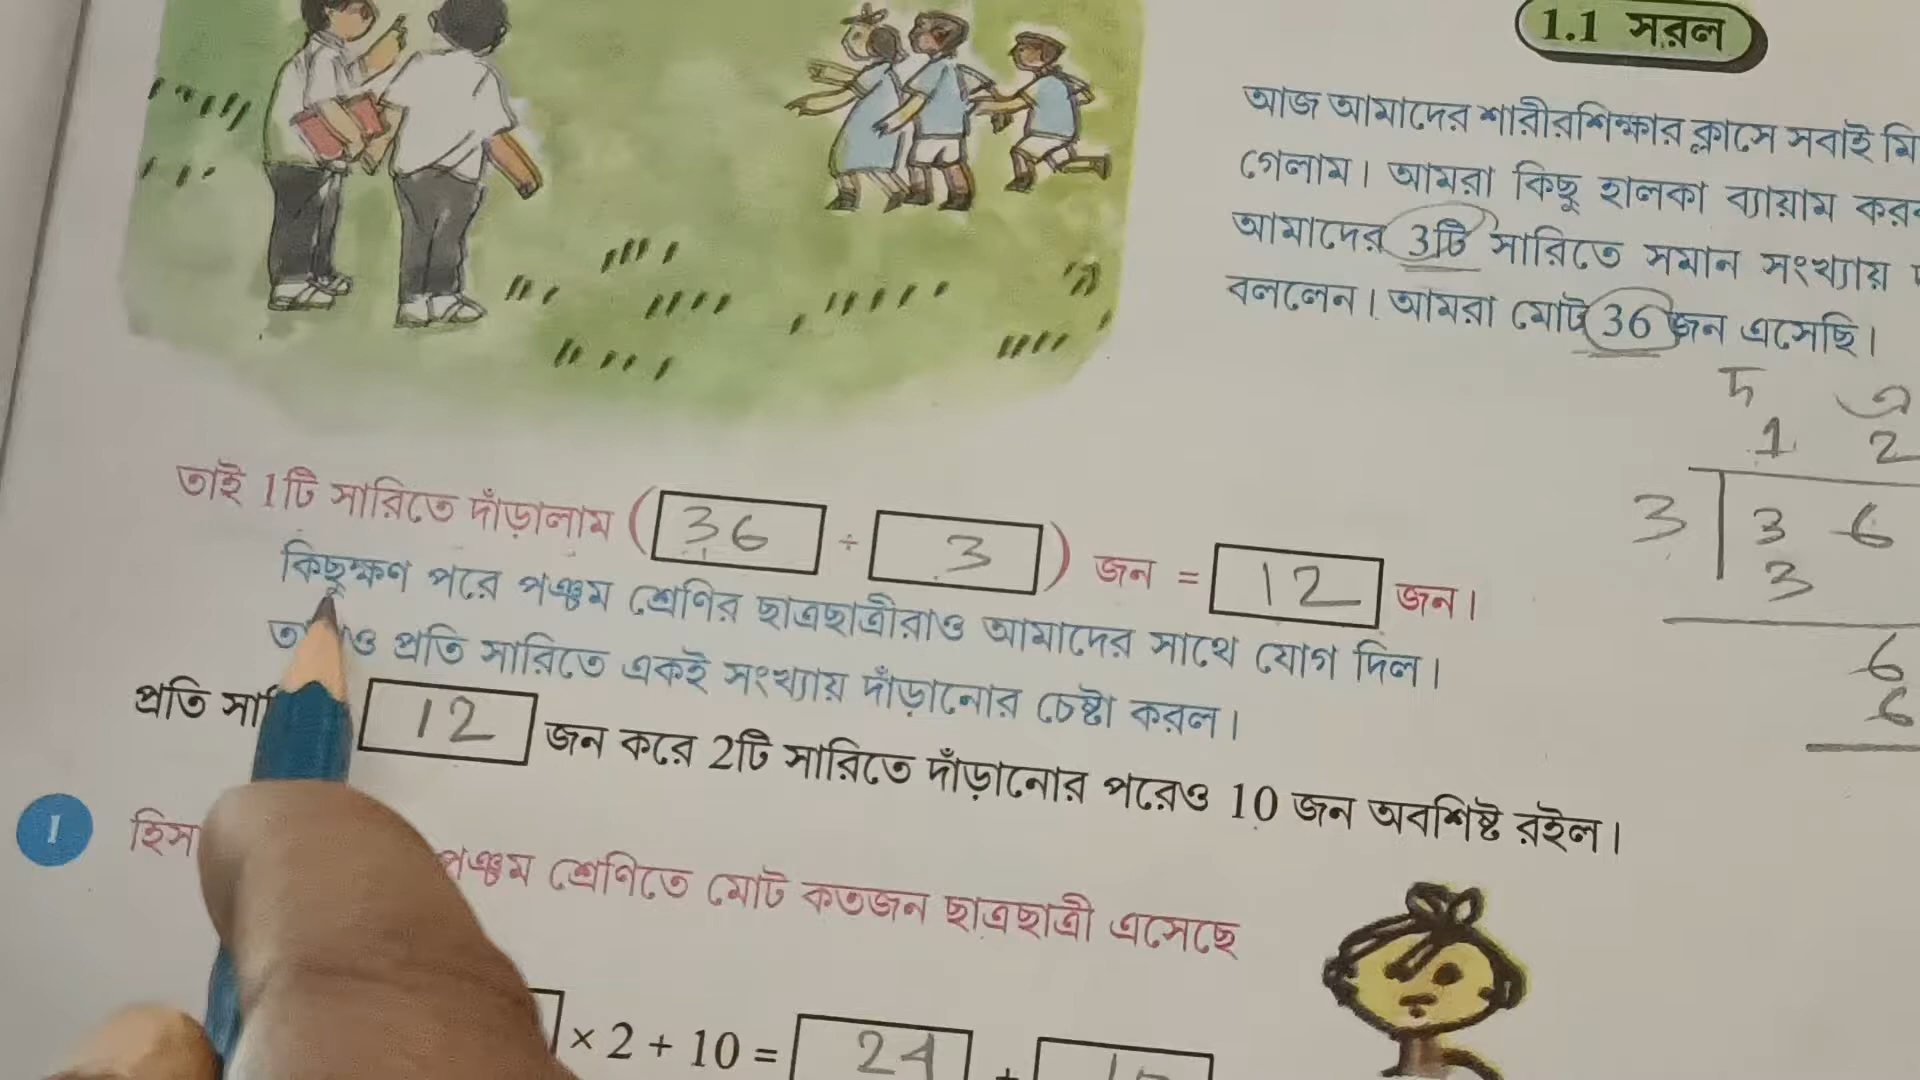 1.1 সরল
আজ আমাদের শারীরশিক্ষার ক্লাসে সবাই
গেলাম। আমরা কিছু হালকা ব্যায়াম
আমাদের 3টি সারিতে সমান সংখ্যায়
বললেন। আমরা মোট 36 জন এসেছি।
দ এ
1 2
3 3 6
3
6
6
তাই 1টি সারিতে দাঁড়ালাম (36 ÷ 3) জন = 12 জন।
কিছুক্ষণ পরে পঞ্চম শ্রেণির ছাত্রছাত্রীরাও আমাদের সাথে যোগ দিল।
প্রতি সারিতে একই সংখ্যায় দাঁড়ানোর চেষ্টা করল।
প্রতি 12 জন করে 2টি সারিতে দাঁড়ানোর পরেও 10 জন অবশিষ্ট রইল।
1 পঞ্চম শ্রেণিতে মোট কতজন ছাত্রছাত্রী এসেছে
× 2 + 10 = 24 +